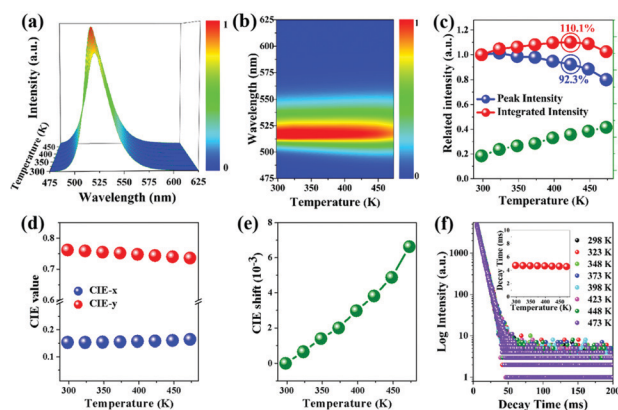 (a)
Intensity (a.u.)
Temperature (K)
450
425
400
375
350
300
475 500 525 550 575 600 625
Wavelength (nm)
1
0
(b)
Wavelength (nm)
575
550
525
500
475
300 350 400 450
Temperature (K)
1
0
(c)
110.1%
92.3%
Related intensity (a.u.)
1.2
1.0
0.8
0.6
0.4
0.2
0.0
Peak Intensity
Integrated Intensity
300 350 400 450
Temperature (K)
(d)
CIE value
0.8
0.7
0.6
0.2
0.1
CIE-x
CIE-y
300 350 400 450
Temperature (K)
(e)
CIE shift (10⁻³)
8
6
4
2
0
300 350 400 450
Temperature (K)
(f)
Log Intensity (a.u.)
1000
100
10
1
Decay Time (ms)
10
8
6
4
2
0
300 350 400 450
Temperature (K)
298 K
323 K
348 K
373 K
398 K
423 K
448 K
473 K
0 50 100 150 200
Decay Time (ms)